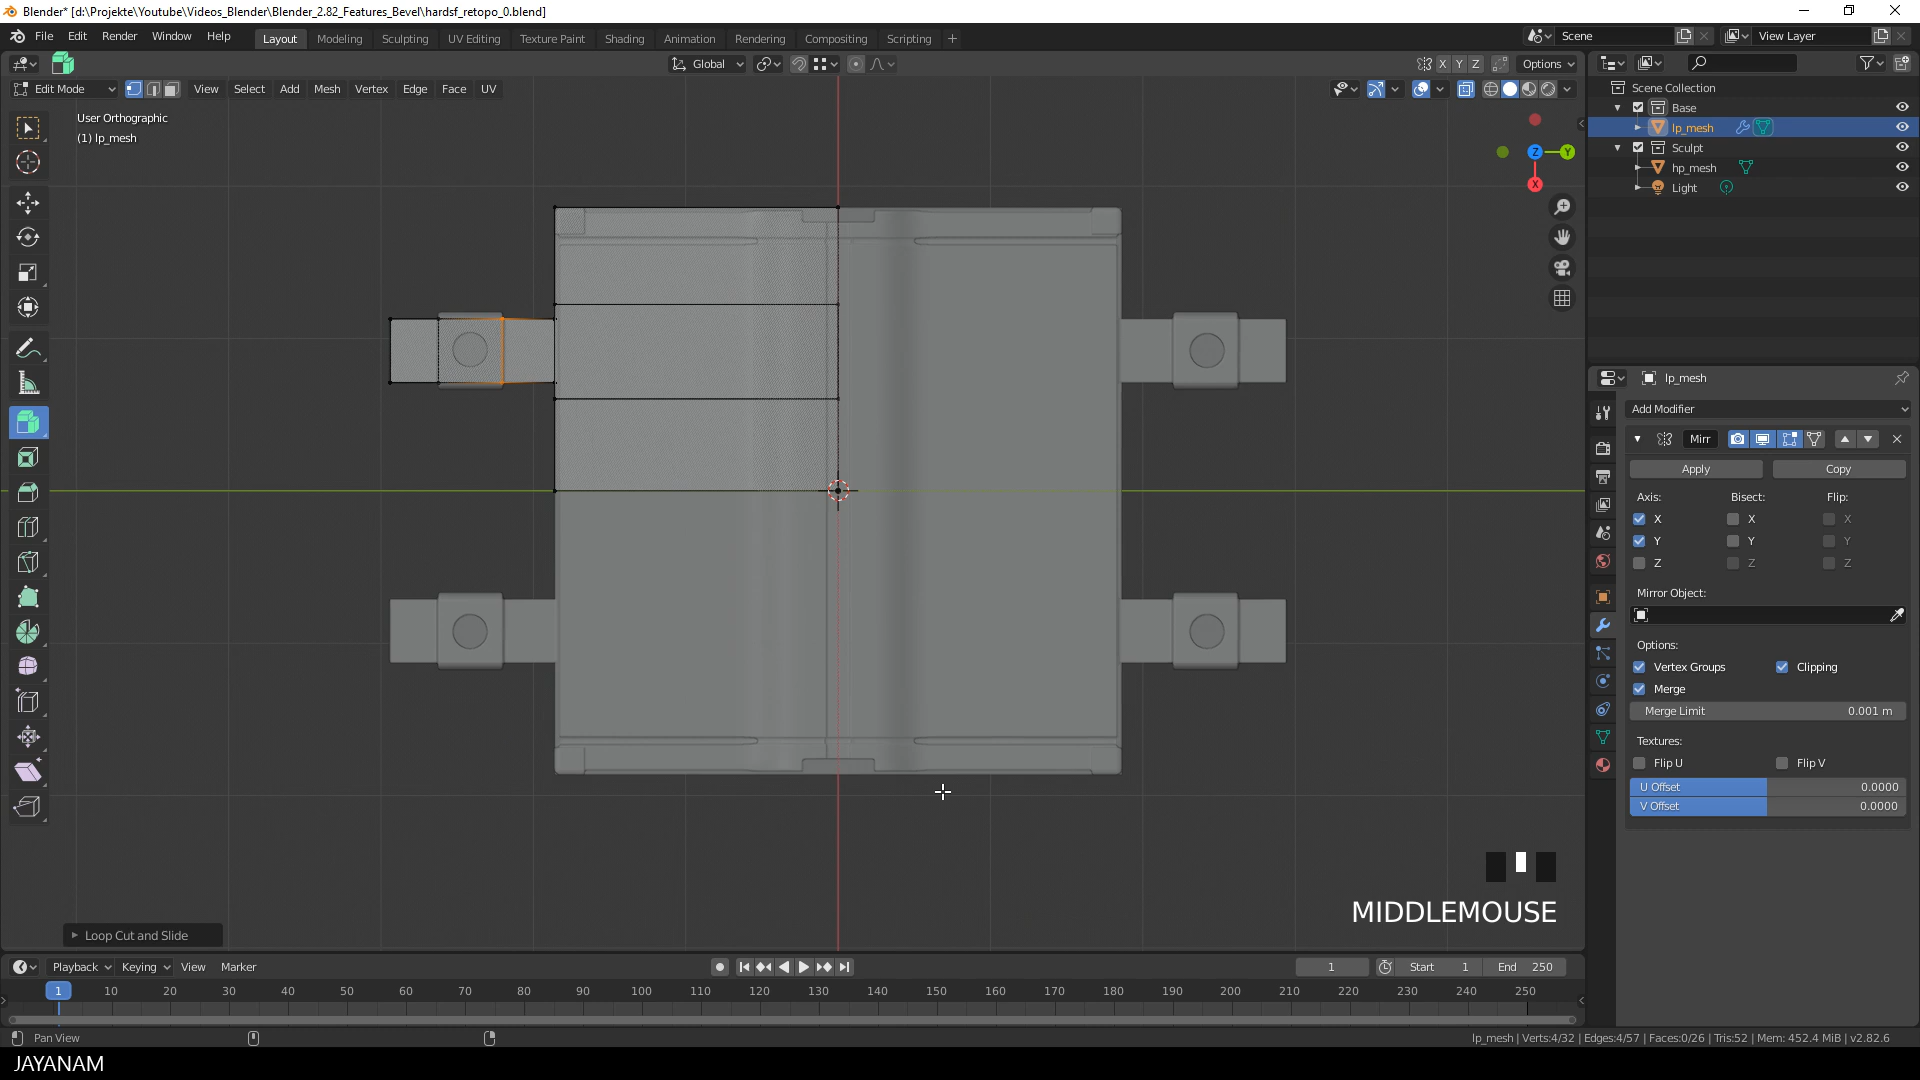 Blender* [d:\Projekte\Youtube\Videos_Blender\Blender_2.82_Features_Bevel\hardsf_retopo_0.blend]
File Edit Render Window Help Layout Modeling Sculpting UV Editing Texture Paint Shading Animation Rendering Compositing Scripting + Scene View Layer
Global X Y Z Options
Edit Mode View Select Add Mesh Vertex Edge Face UV
User Orthographic
(1) lp_mesh
Z Y
X
Scene Collection
Base
lp_mesh
Sculpt
hp_mesh
Light
lp_mesh
Add Modifier
Mirr
Apply Copy
Axis: Bisect: Flip:
X X X
Y Y Y
Z Z Z
Mirror Object:
Options:
Vertex Groups Clipping
Merge
Merge Limit 0.001 m
Textures:
Flip U Flip V
U Offset 0.0000
V Offset 0.0000
MIDDLEMOUSE
Loop Cut and Slide
Playback Keying View Marker 1 Start 1 End 250
1 10 20 30 40 50 60 70 80 90 100 110 120 130 140 150 160 170 180 190 200 210 220 230 240 250
Pan View
lp_mesh | Verts:4/32 | Edges:4/57 | Faces:0/26 | Tris:52 | Mem: 452.4 MiB | v2.82.6
JAYANAM